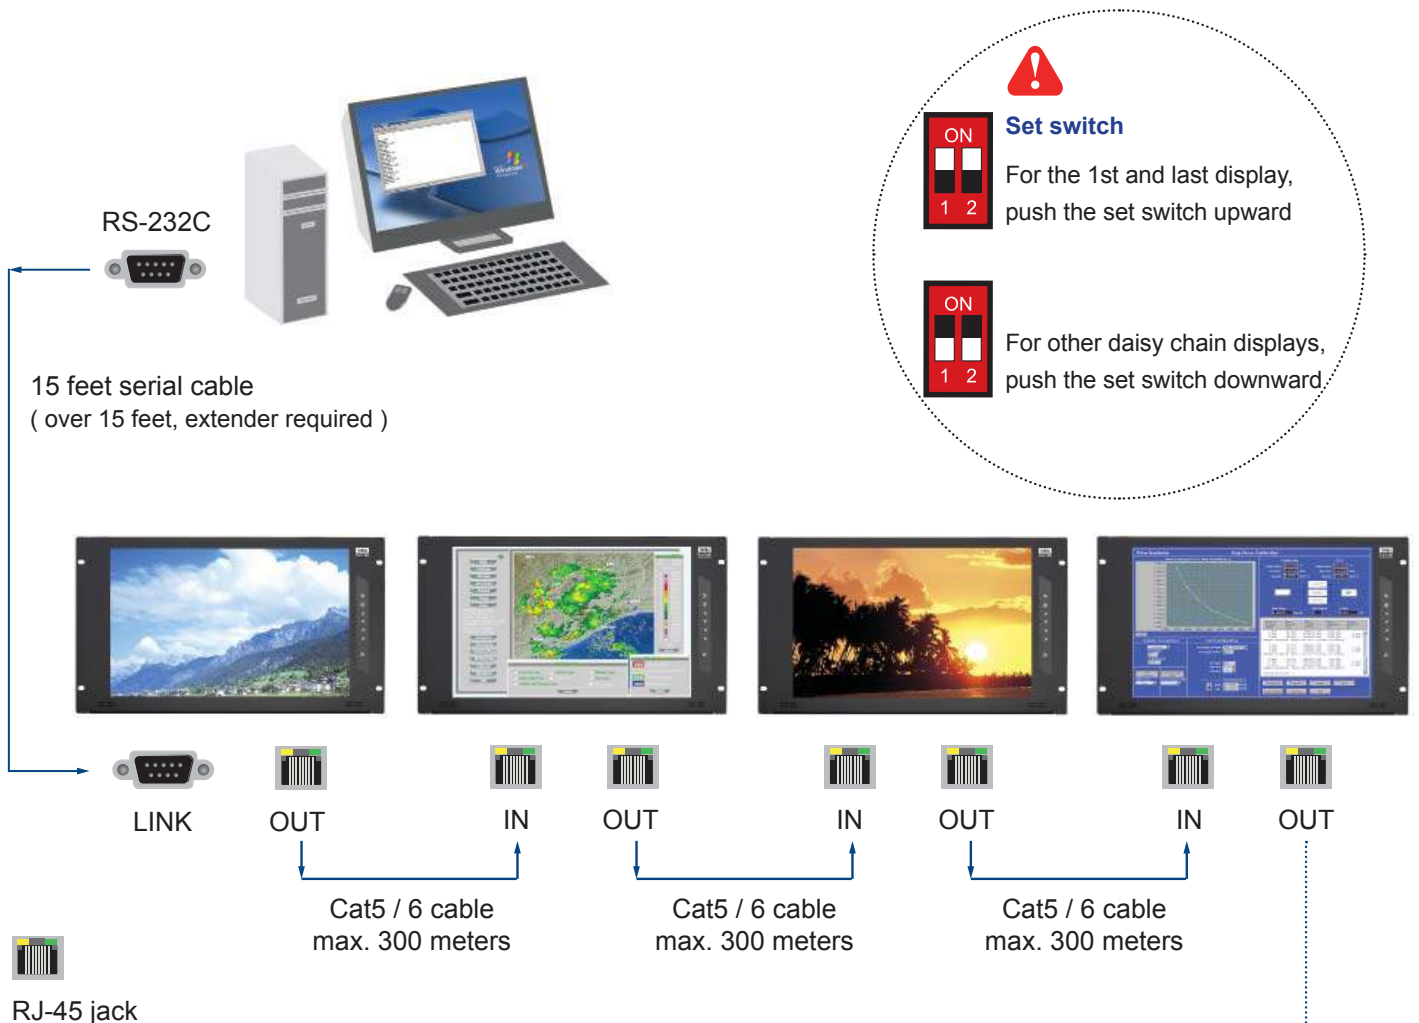 Set switch
ON
1 2
For the 1st and last display,
push the set switch upward
ON
1 2
For other daisy chain displays,
push the set switch downward.
RS-232C
Windows
15 feet serial cable
( over 15 feet, extender required )
LINK
OUT
IN
OUT
IN
OUT
IN
OUT
Cat5 / 6 cable
max. 300 meters
Cat5 / 6 cable
max. 300 meters
Cat5 / 6 cable
max. 300 meters
RJ-45 jack